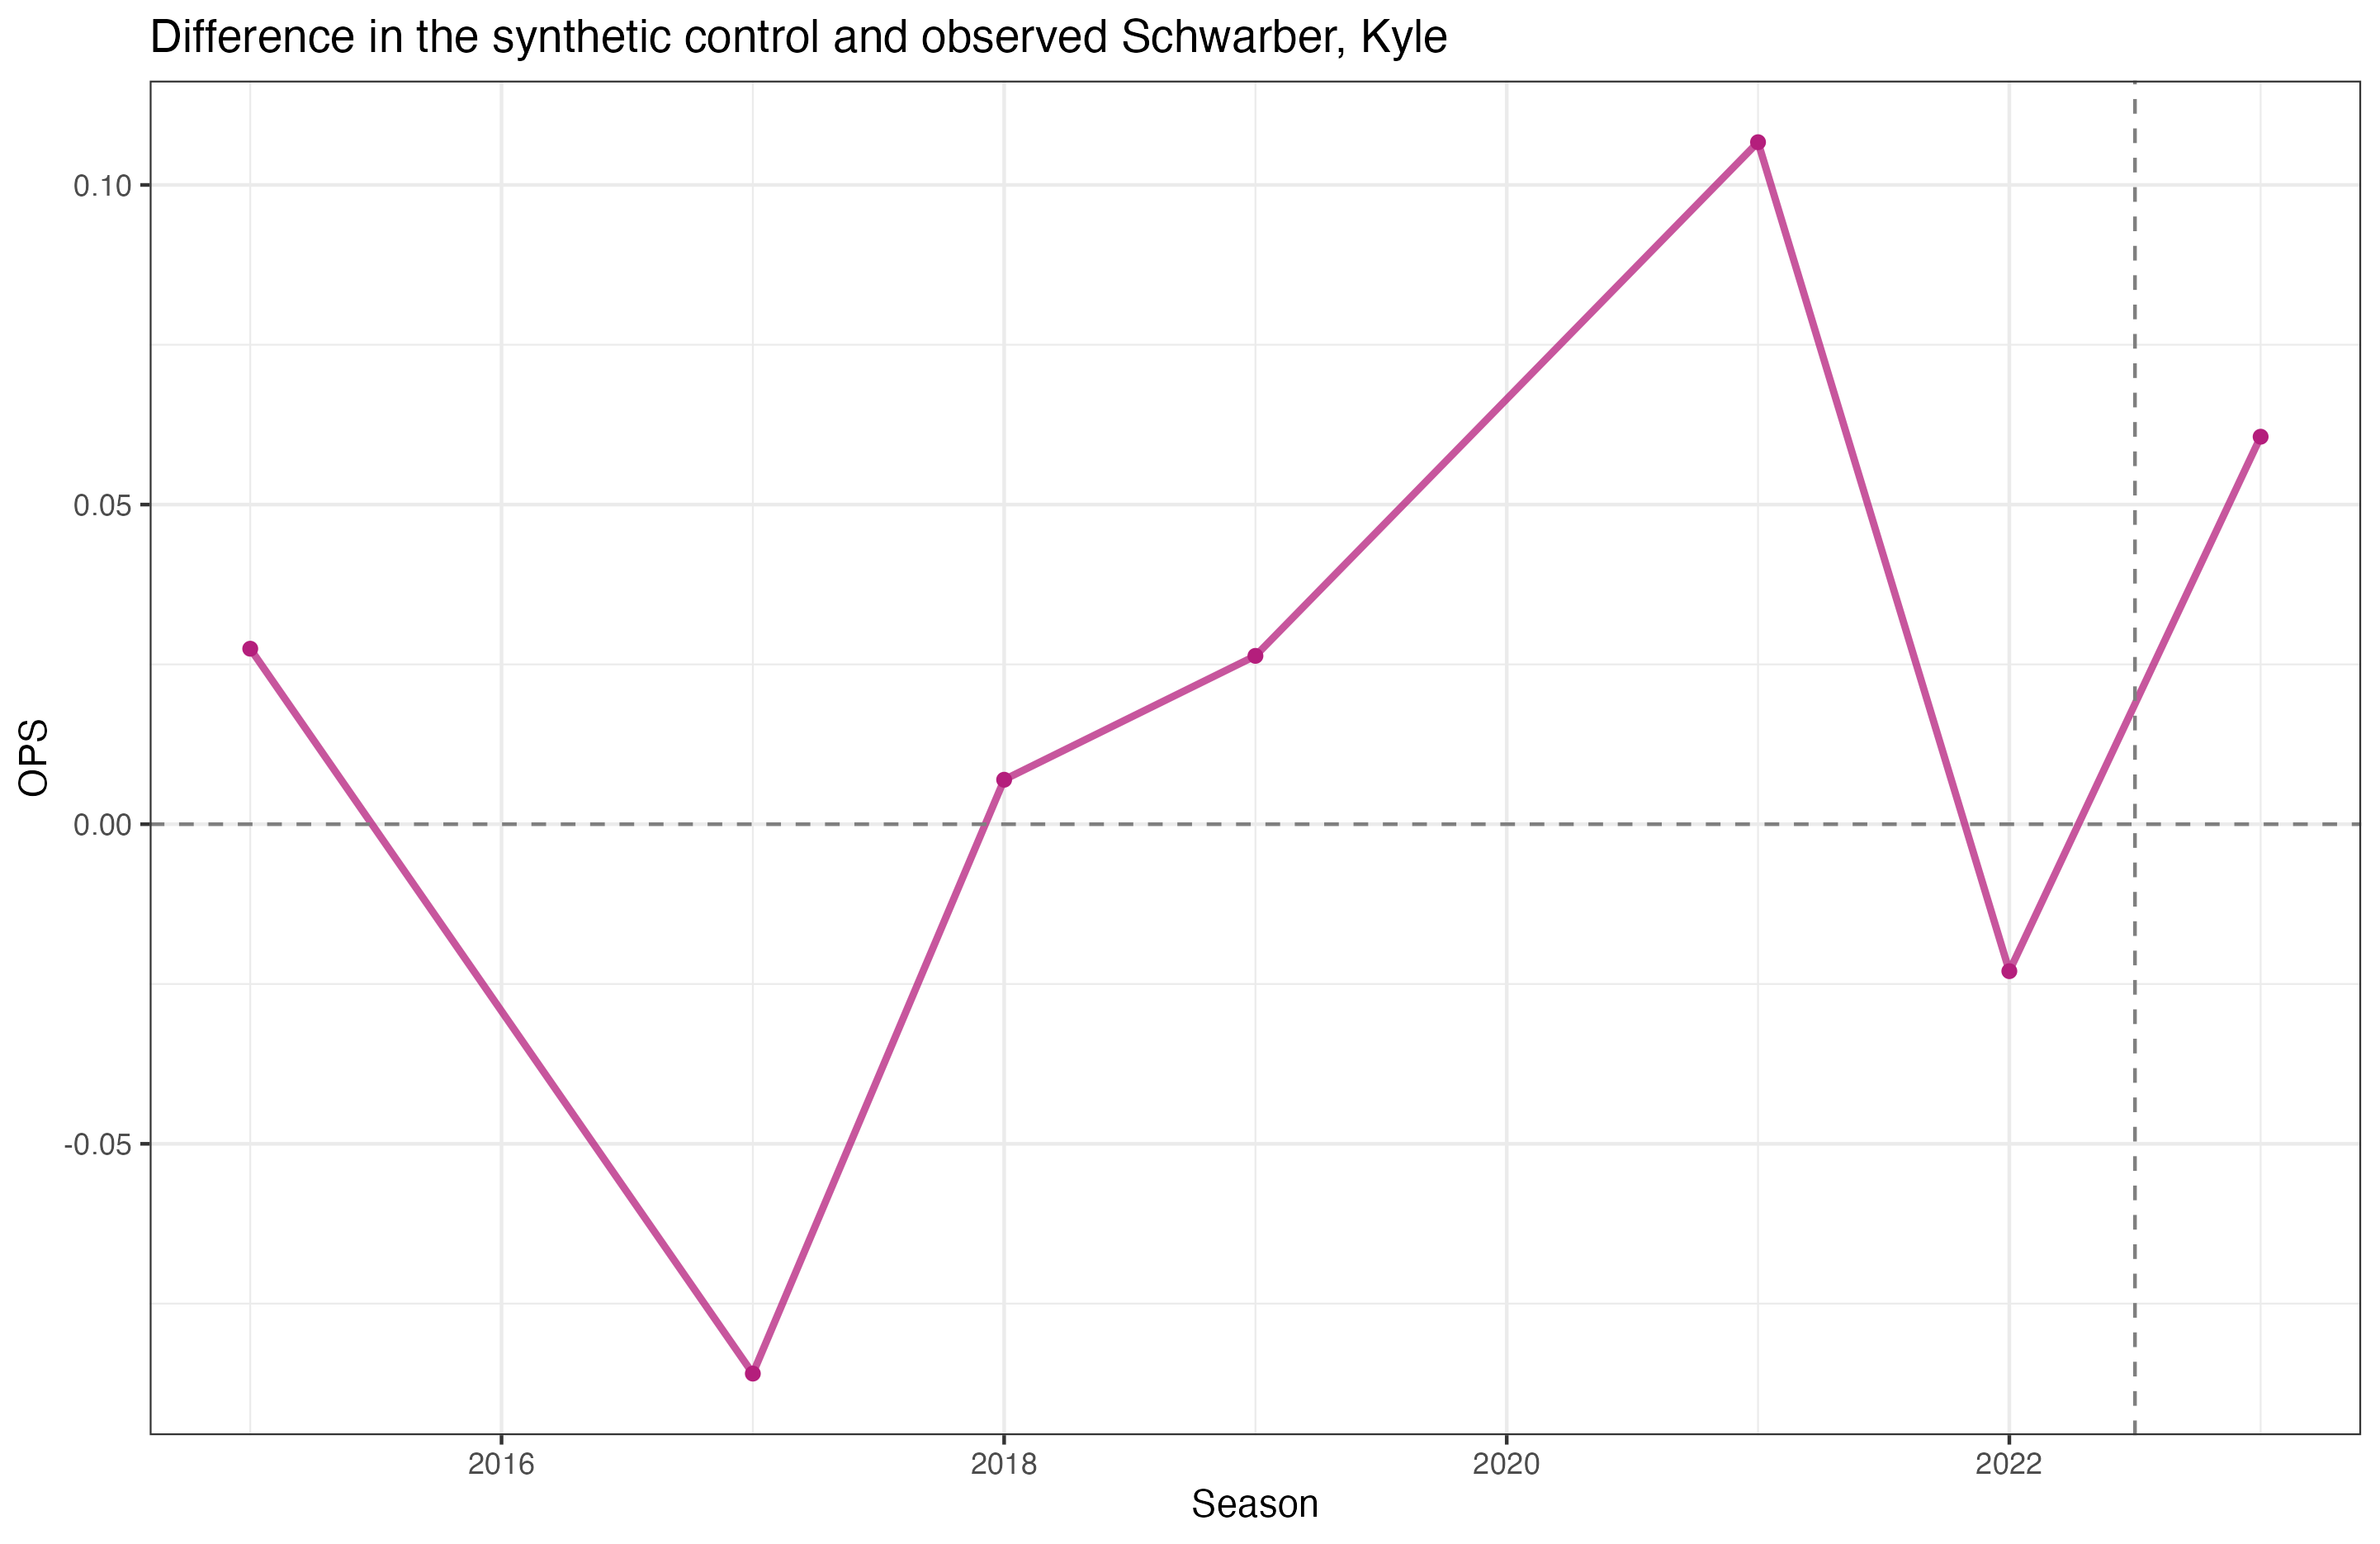 Difference in the synthetic control and observed Schwarber, Kyle
0.10
0.05
0.00
-0.05
OPS
2016 2018 2020 2022
Season